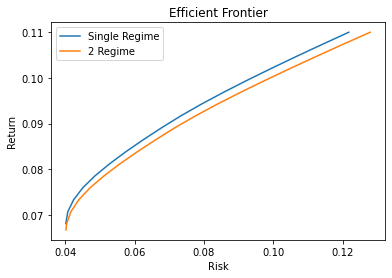 Efficient Frontier
Single Regime
2 Regime
Return
0.11
0.10
0.09
0.08
0.07
0.04 0.06 0.08 0.10 0.12
Risk